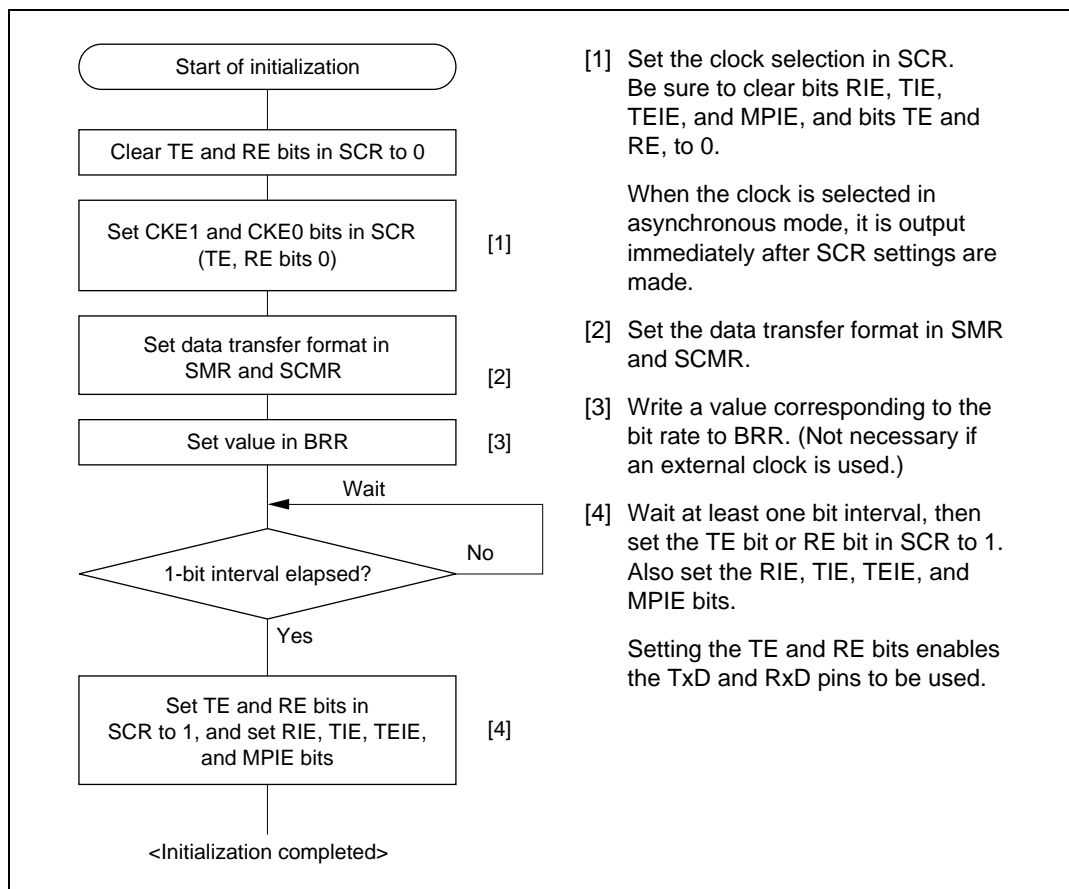 Start of initialization
Clear TE and RE bits in SCR to 0
Set CKE1 and CKE0 bits in SCR
(TE, RE bits 0)
[1]
Set data transfer format in
SMR and SCMR
[2]
Set value in BRR
[3]
Wait
1-bit interval elapsed?
No
Yes
Set TE and RE bits in
SCR to 1, and set RIE, TIE, TEIE,
and MPIE bits
[4]
<Initialization completed>
[1] Set the clock selection in SCR.
Be sure to clear bits RIE, TIE,
TEIE, and MPIE, and bits TE and
RE, to 0.
When the clock is selected in
asynchronous mode, it is output
immediately after SCR settings are
made.
[2] Set the data transfer format in SMR
and SCMR.
[3] Write a value corresponding to the
bit rate to BRR. (Not necessary if
an external clock is used.)
[4] Wait at least one bit interval, then
set the TE bit or RE bit in SCR to 1.
Also set the RIE, TIE, TEIE, and
MPIE bits.
Setting the TE and RE bits enables
the TxD and RxD pins to be used.